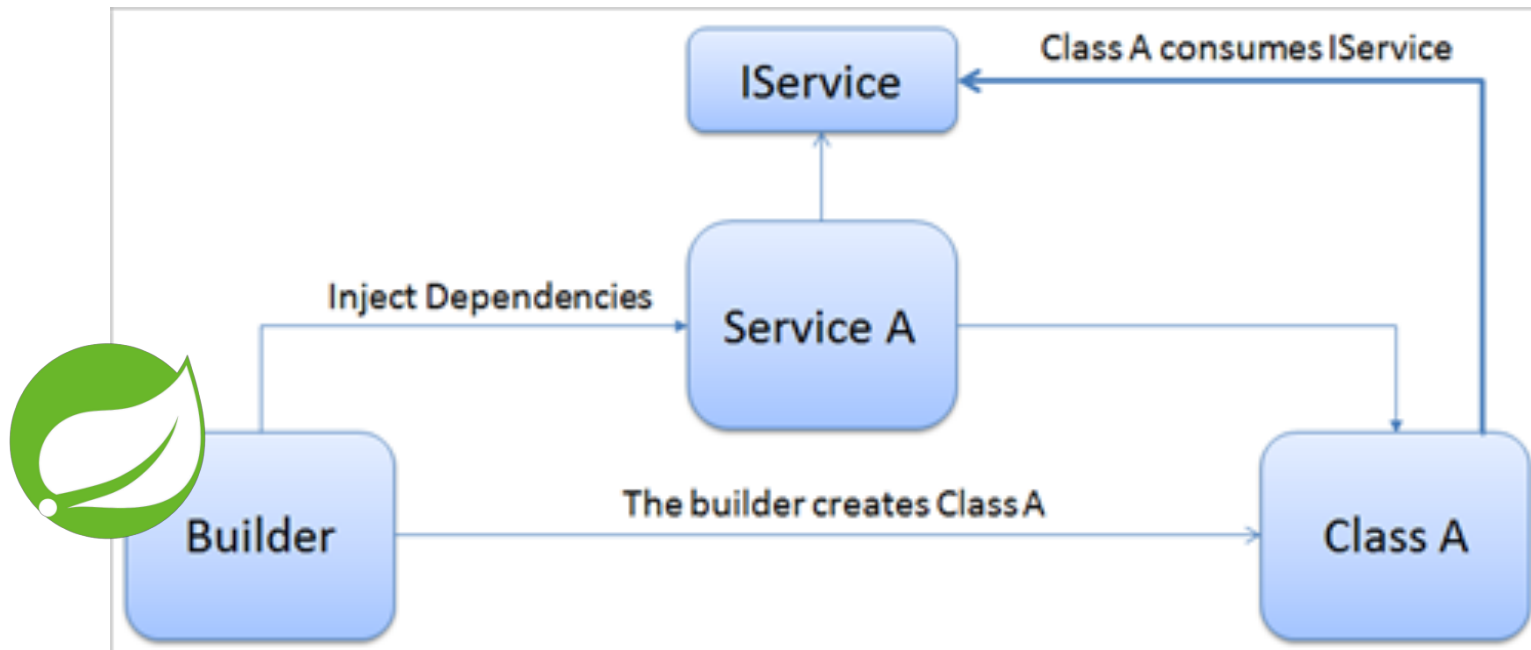 Class A consumes IService
IService
Inject Dependencies
Service A
The builder creates Class A
Builder
Class A